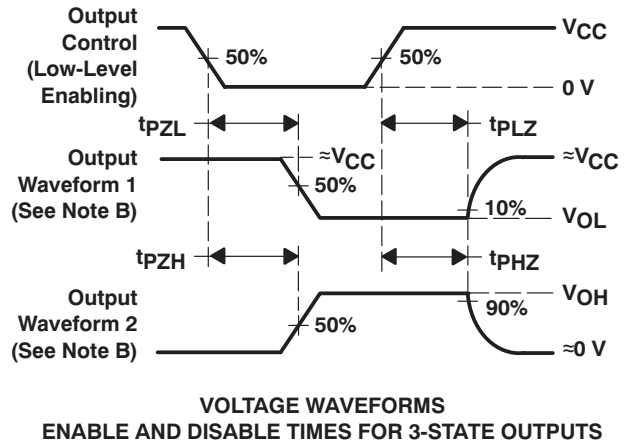 Output
Control
(Low-Level
Enabling)
50%
50%
VCC
0 V
tPZL
tPLZ
Output
Waveform 1
(See Note B)
≈VCC
50%
≈VCC
10%
VOL
tPZH
tPHZ
Output
Waveform 2
(See Note B)
50%
VOH
90%
≈0 V
VOLTAGE WAVEFORMS
ENABLE AND DISABLE TIMES FOR 3-STATE OUTPUTS